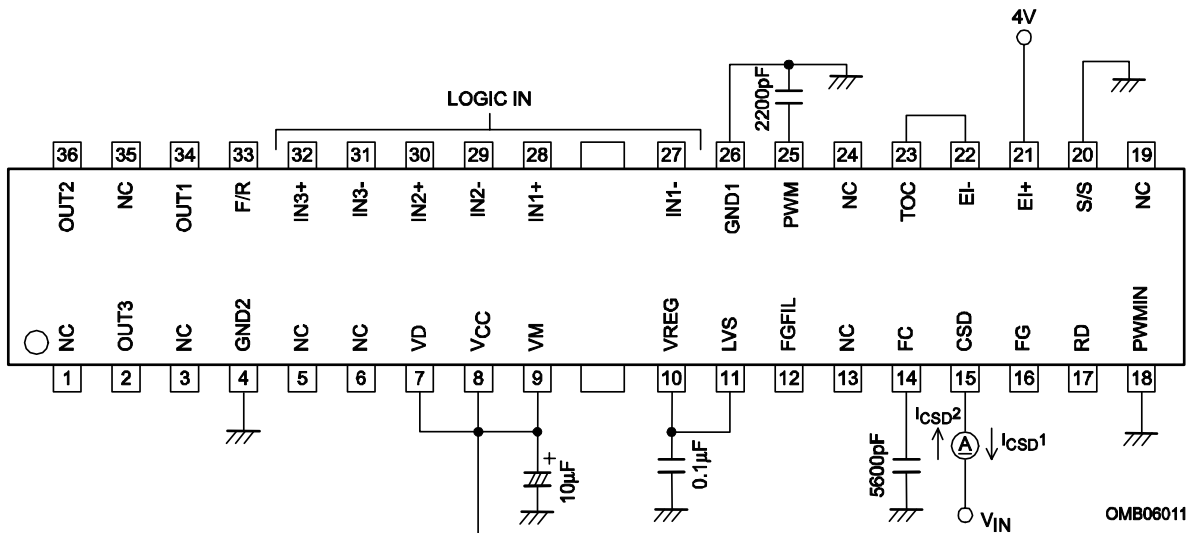 4V
2200pF
LOGIC IN
36 35 34 33 32 31 30 29 28 27 26 25 24 23 22 21 20 19
OUT2 NC OUT1 F/R IN3+ IN3- IN2+ IN2- IN1+ IN1- GND1 PWM NC TOC EI- EI+ S/S NC
NC OUT3 NC GND2 NC NC VD VCC VM VREG LVS FGFIL NC FC CSD FG RD PWMIN
1 2 3 4 5 6 7 8 9 10 11 12 13 14 15 16 17 18
ICSD2
A
ICSD1
+
10µF
0.1µF
5600pF
VIN
OMB06011